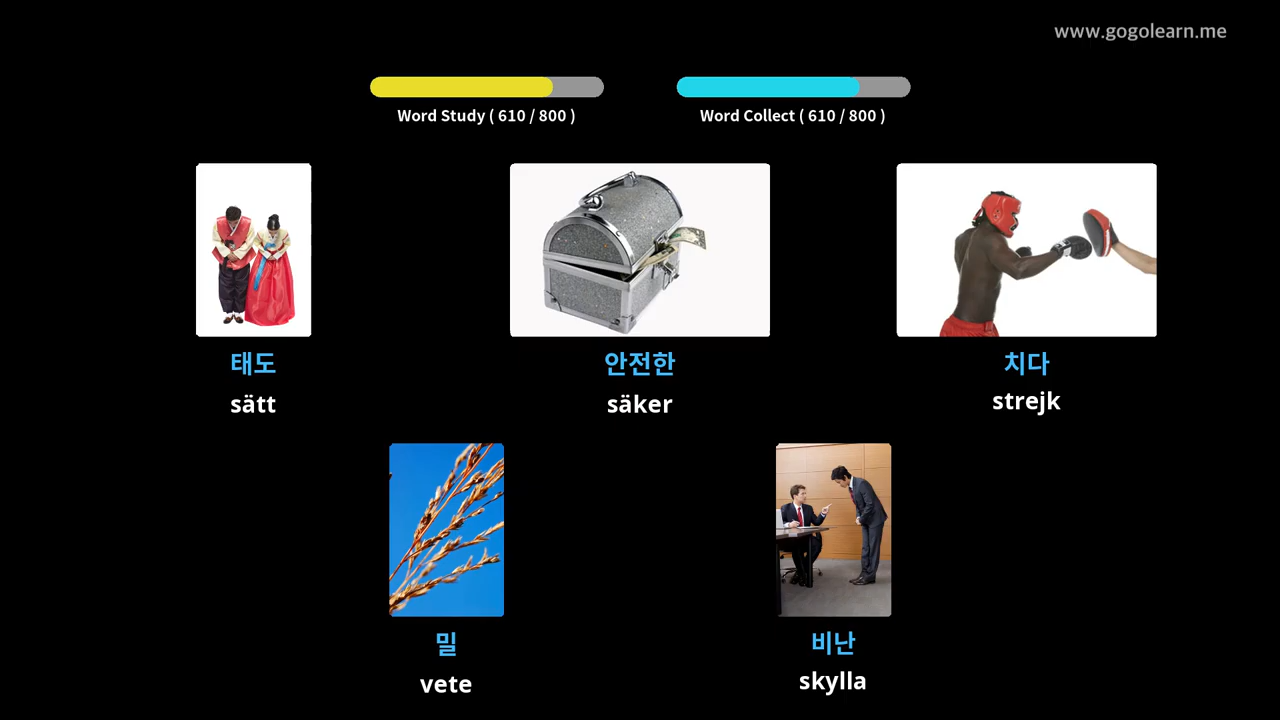 www.gogolearn.me
Word Study ( 610 / 800 )
Word Collect ( 610 / 800 )
태도
sätt
안전한
säker
치다
strejk
밀
vete
비난
skylla